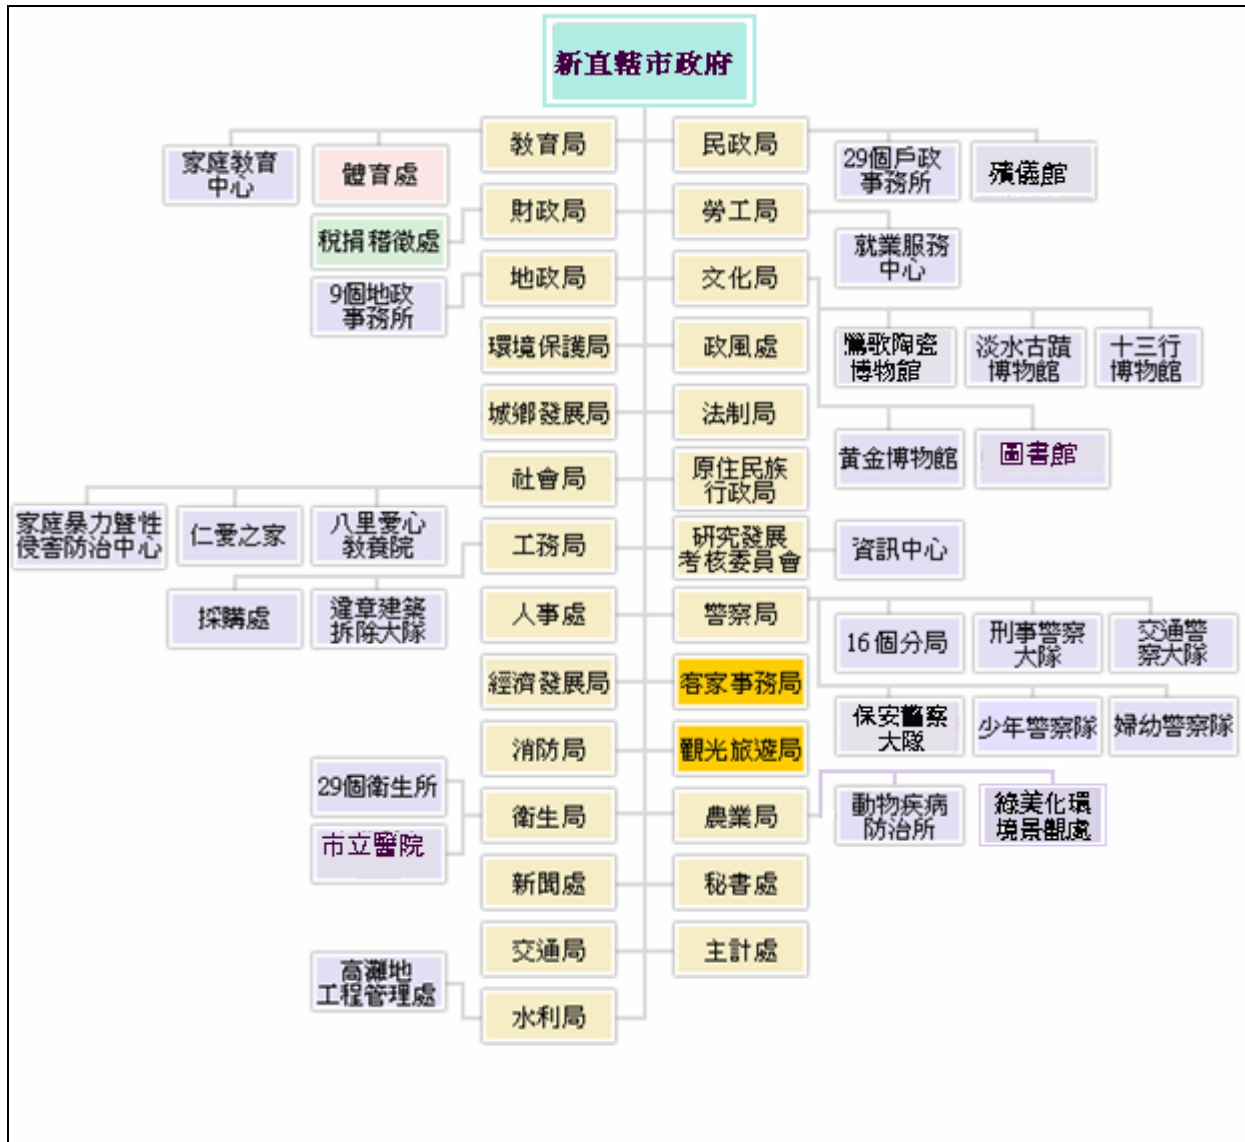 新直轄市政府
教育局
民政局
家庭教育
中心
體育處
29個戶政
事務所
殯儀館
財政局
勞工局
稅捐稽徵處
就業服務
中心
地政局
文化局
9個地政
事務所
環境保護局
政風處
鶯歌陶瓷
博物館
淡水古蹟
博物館
十三行
博物館
城鄉發展局
法制局
黃金博物館
圖書館
社會局
原住民族
行政局
家庭暴力暨性
侵害防治中心
仁愛之家
八里愛心
教養院
工務局
研究發展
考核委員會
資訊中心
採購處
違章建築
拆除大隊
人事處
警察局
16個分局
刑事警察
大隊
交通警
察大隊
經濟發展局
客家事務局
保安警察
大隊
少年警察隊
婦幼警察隊
消防局
觀光旅遊局
29個衛生所
衛生局
農業局
動物疾病
防治所
綠美化環
境景觀處
市立醫院
新聞處
秘書處
交通局
主計處
高灘地
工程管理處
水利局